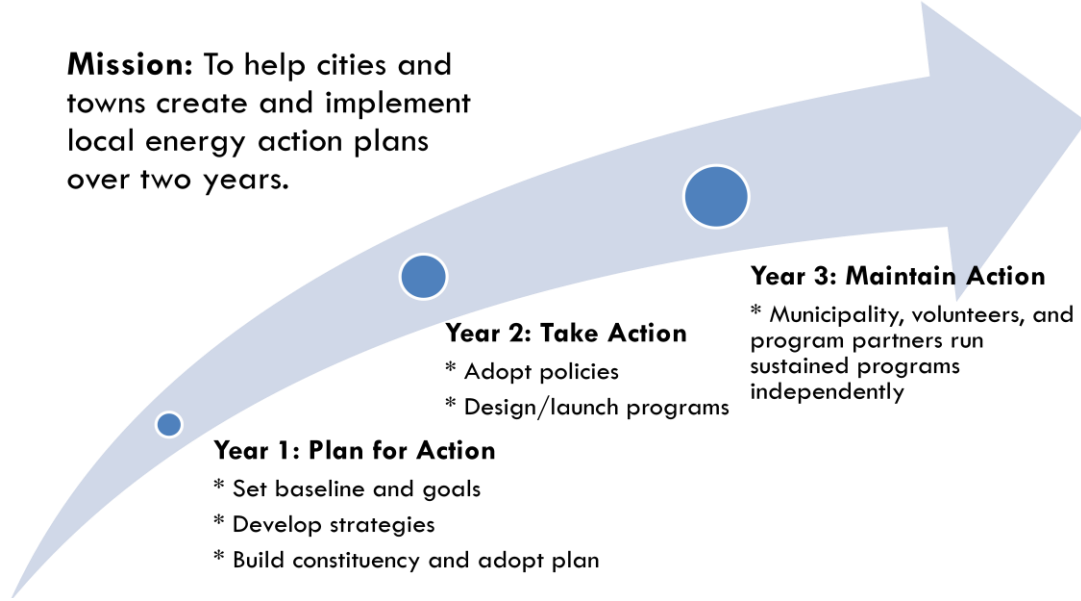 Mission: To help cities and
towns create and implement
local energy action plans
over two years.
Year 1: Plan for Action
* Set baseline and goals
* Develop strategies
* Build constituency and adopt plan
Year 2: Take Action
* Adopt policies
* Design/launch programs
Year 3: Maintain Action
* Municipality, volunteers, and
program partners run
sustained programs
independently